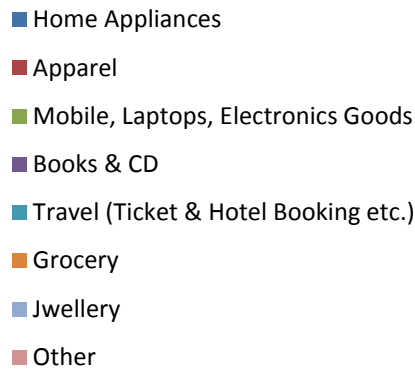 Home Appliances
Apparel
Mobile, Laptops, Electronics Goods
Books & CD
Travel (Ticket & Hotel Booking etc.)
Grocery
Jwellery
Other